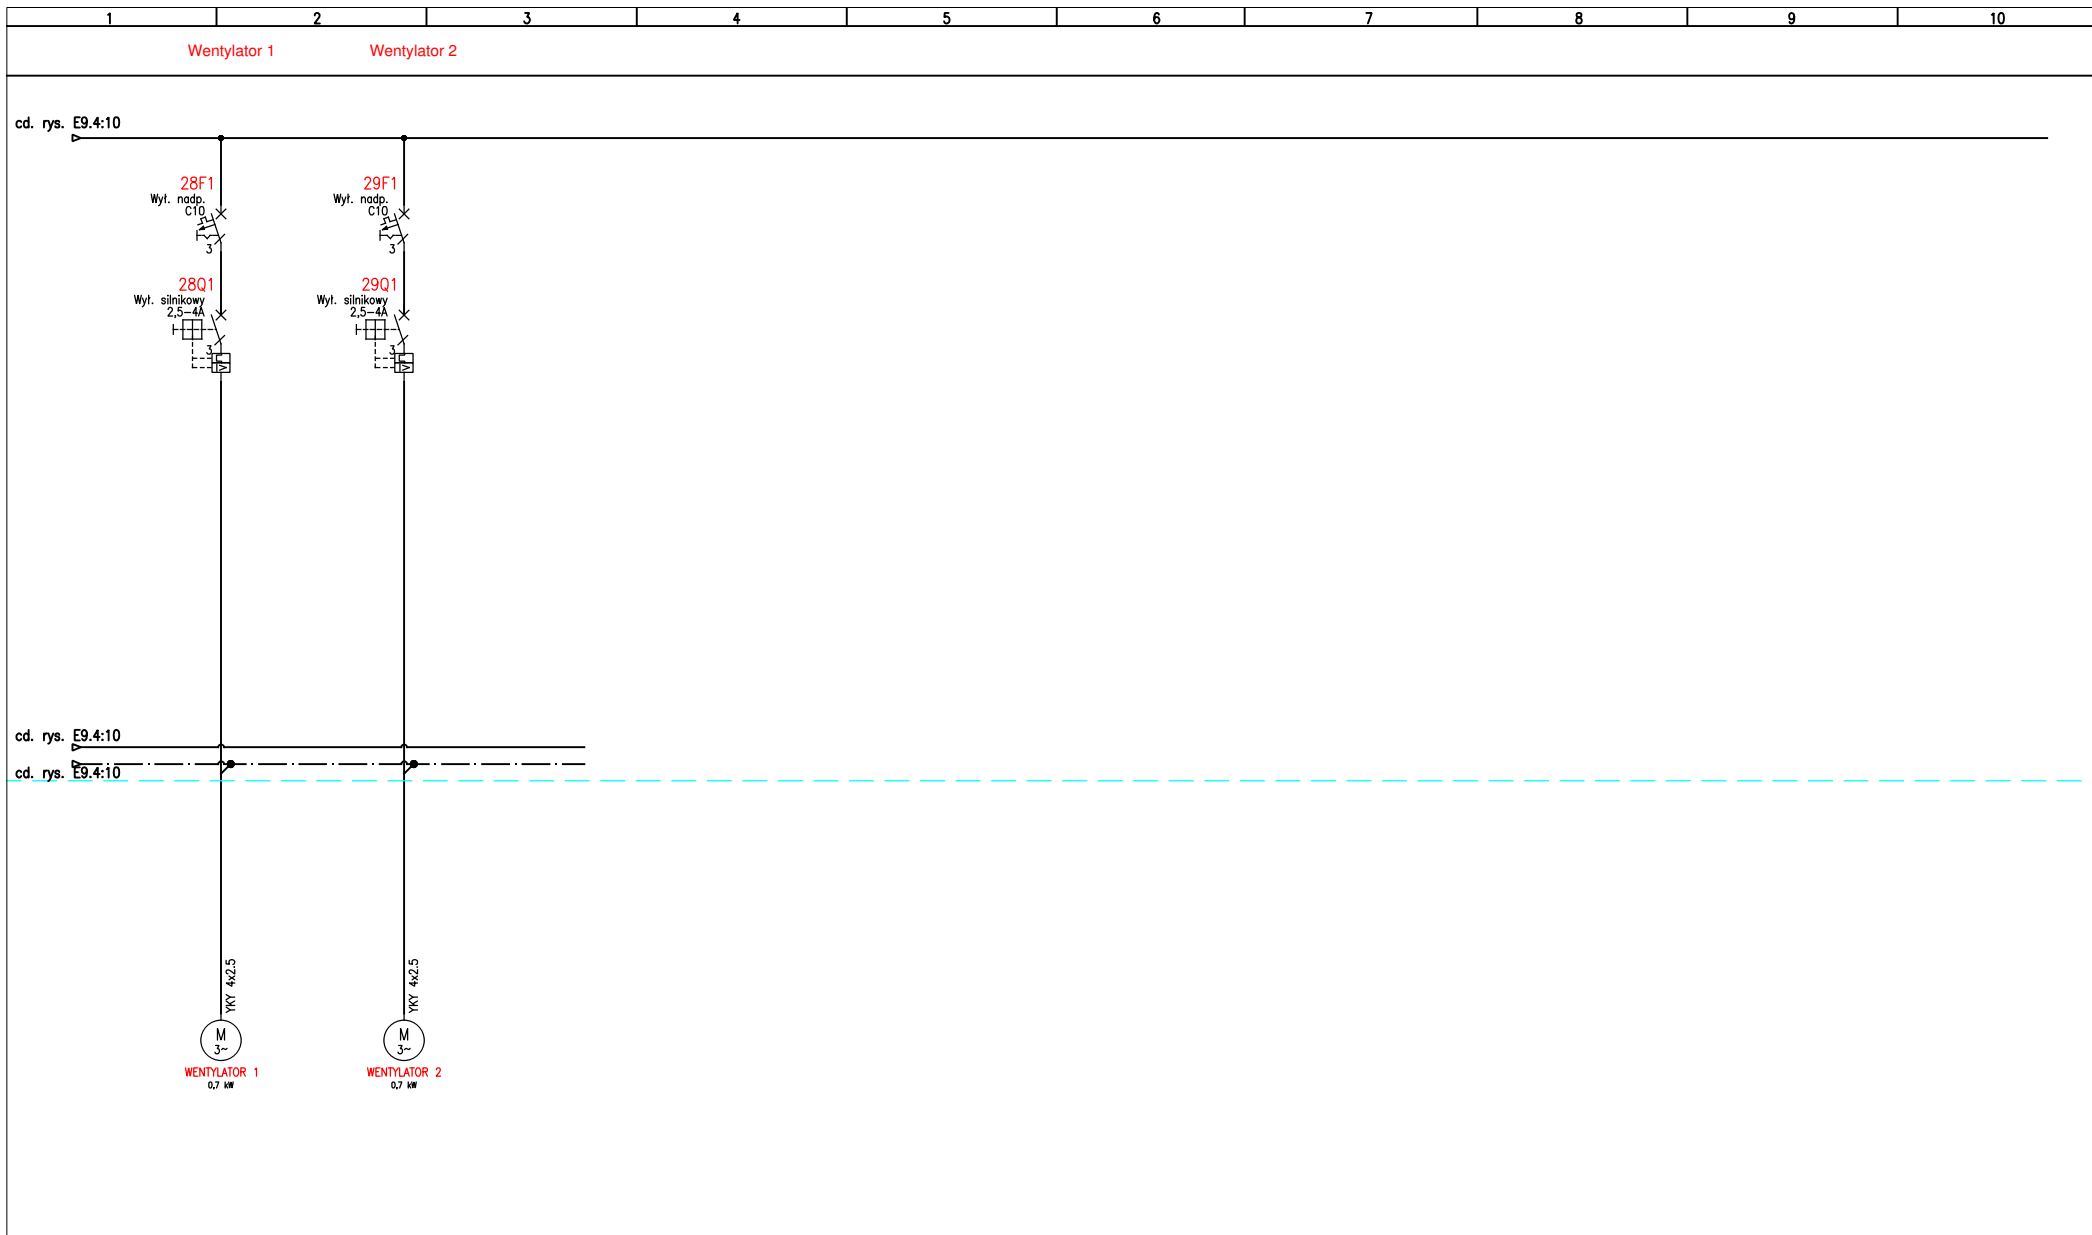 1 2 3 4 5 6 7 8 9 10
Wentylator 1 Wentylator 2
cd. rys. E9.4:10
28F1
Wył. nadp.
C10
3
29F1
Wył. nadp.
C10
3
28Q1
Wył. silnikowy
2,5-4A
3
29Q1
Wył. silnikowy
2,5-4A
3
cd. rys. E9.4:10
cd. rys. E9.4:10
YKY 4x2.5
YKY 4x2.5
M
3~
WENTYLATOR 1
0,7 kW
M
3~
WENTYLATOR 2
0,7 kW